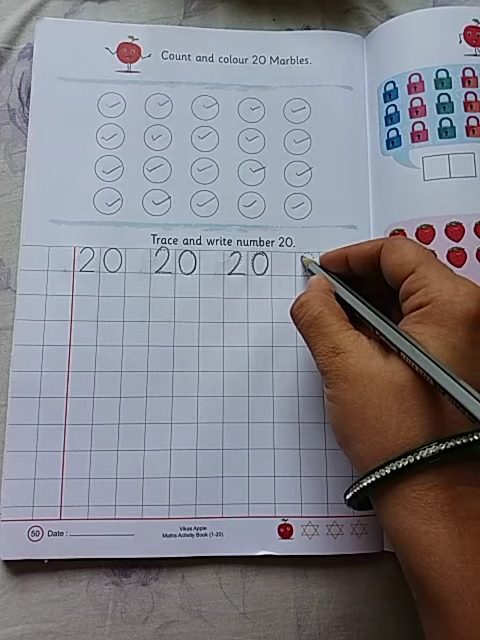 Count and colour 20 Marbles.
Trace and write number 20.
20 20 20
50 Date :
Vikas Apple
Maths Activity Book (1-20)